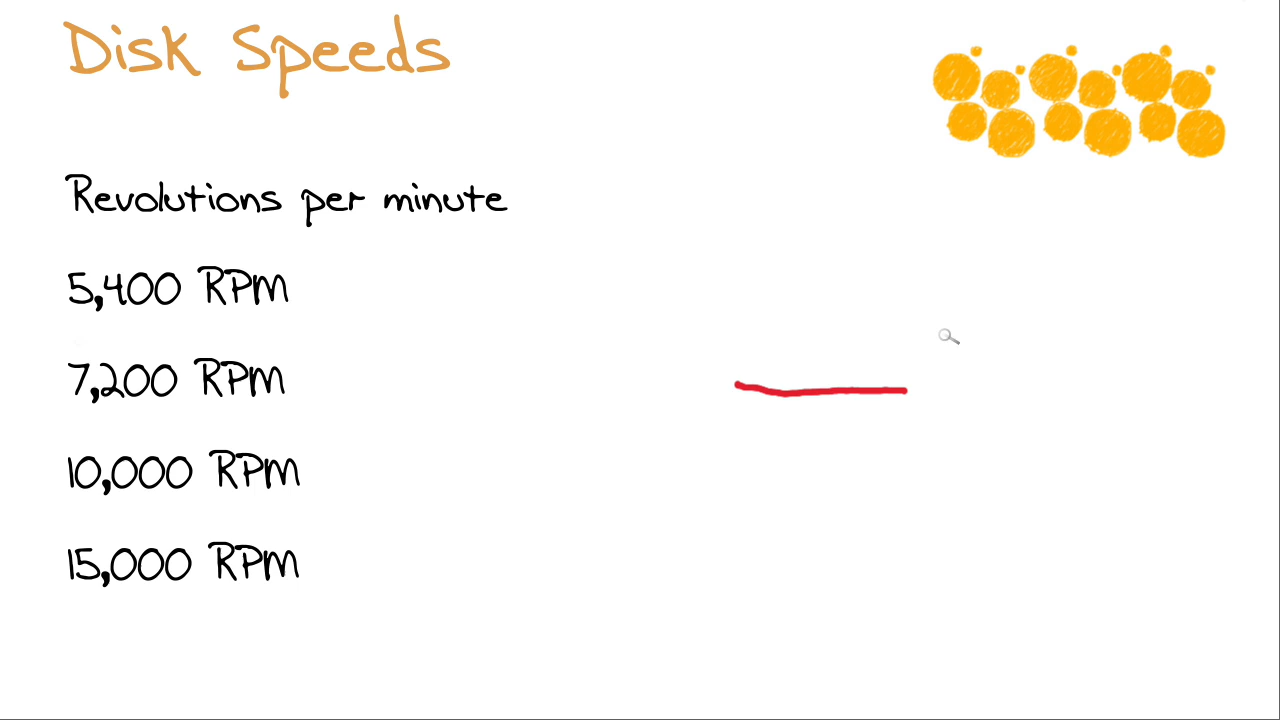 Disk Speeds
Revolutions per minute
5,400 RPM
7,200 RPM
10,000 RPM
15,000 RPM